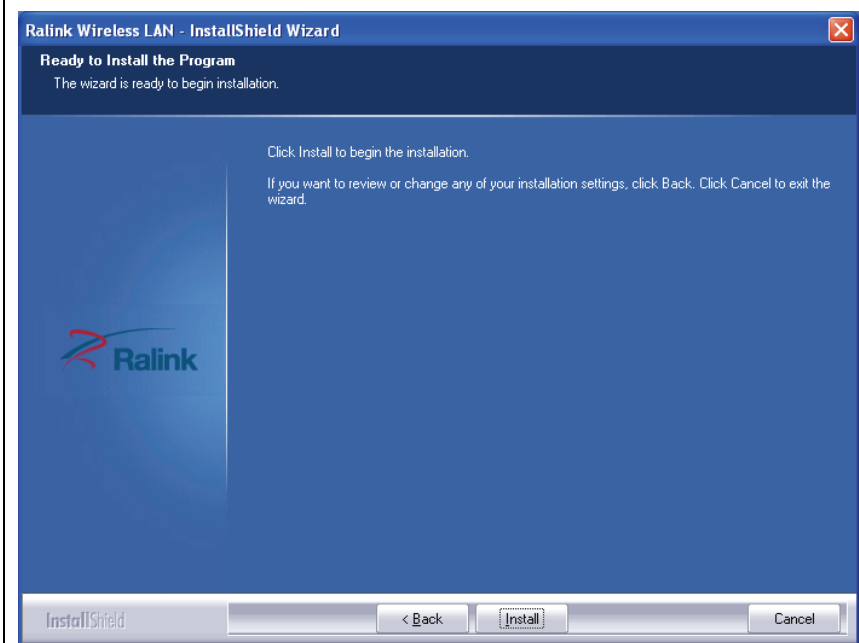 Ralink Wireless LAN - InstallShield Wizard
Ready to Install the Program
The wizard is ready to begin installation.
Click Install to begin the installation.
If you want to review or change any of your installation settings, click Back. Click Cancel to exit the
wizard.
Ralink
InstallShield
< Back
Install
Cancel